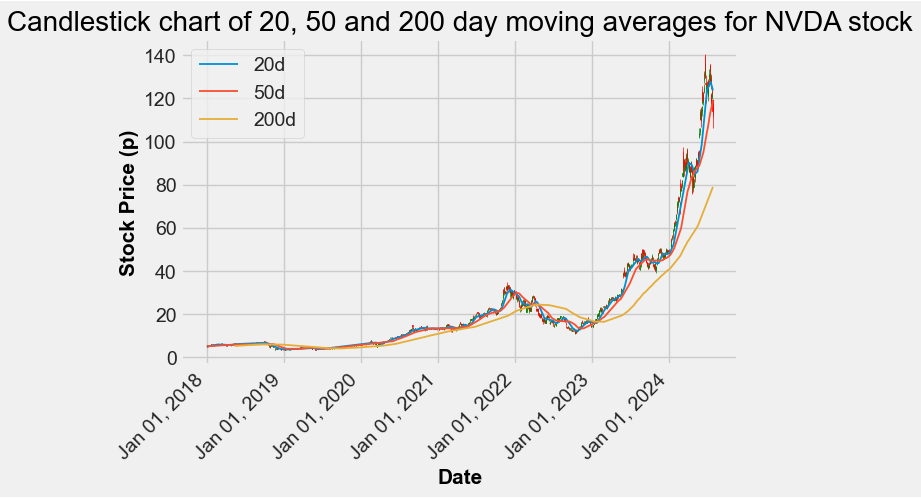 Candlestick chart of 20, 50 and 200 day moving averages for NVDA stock
140
120
100
80
60
40
20
0
20d
50d
200d
Stock Price (p)
Jan 01, 2018
Jan 01, 2019
Jan 01, 2020
Jan 01, 2021
Jan 01, 2022
Jan 01, 2023
Jan 01, 2024
Date